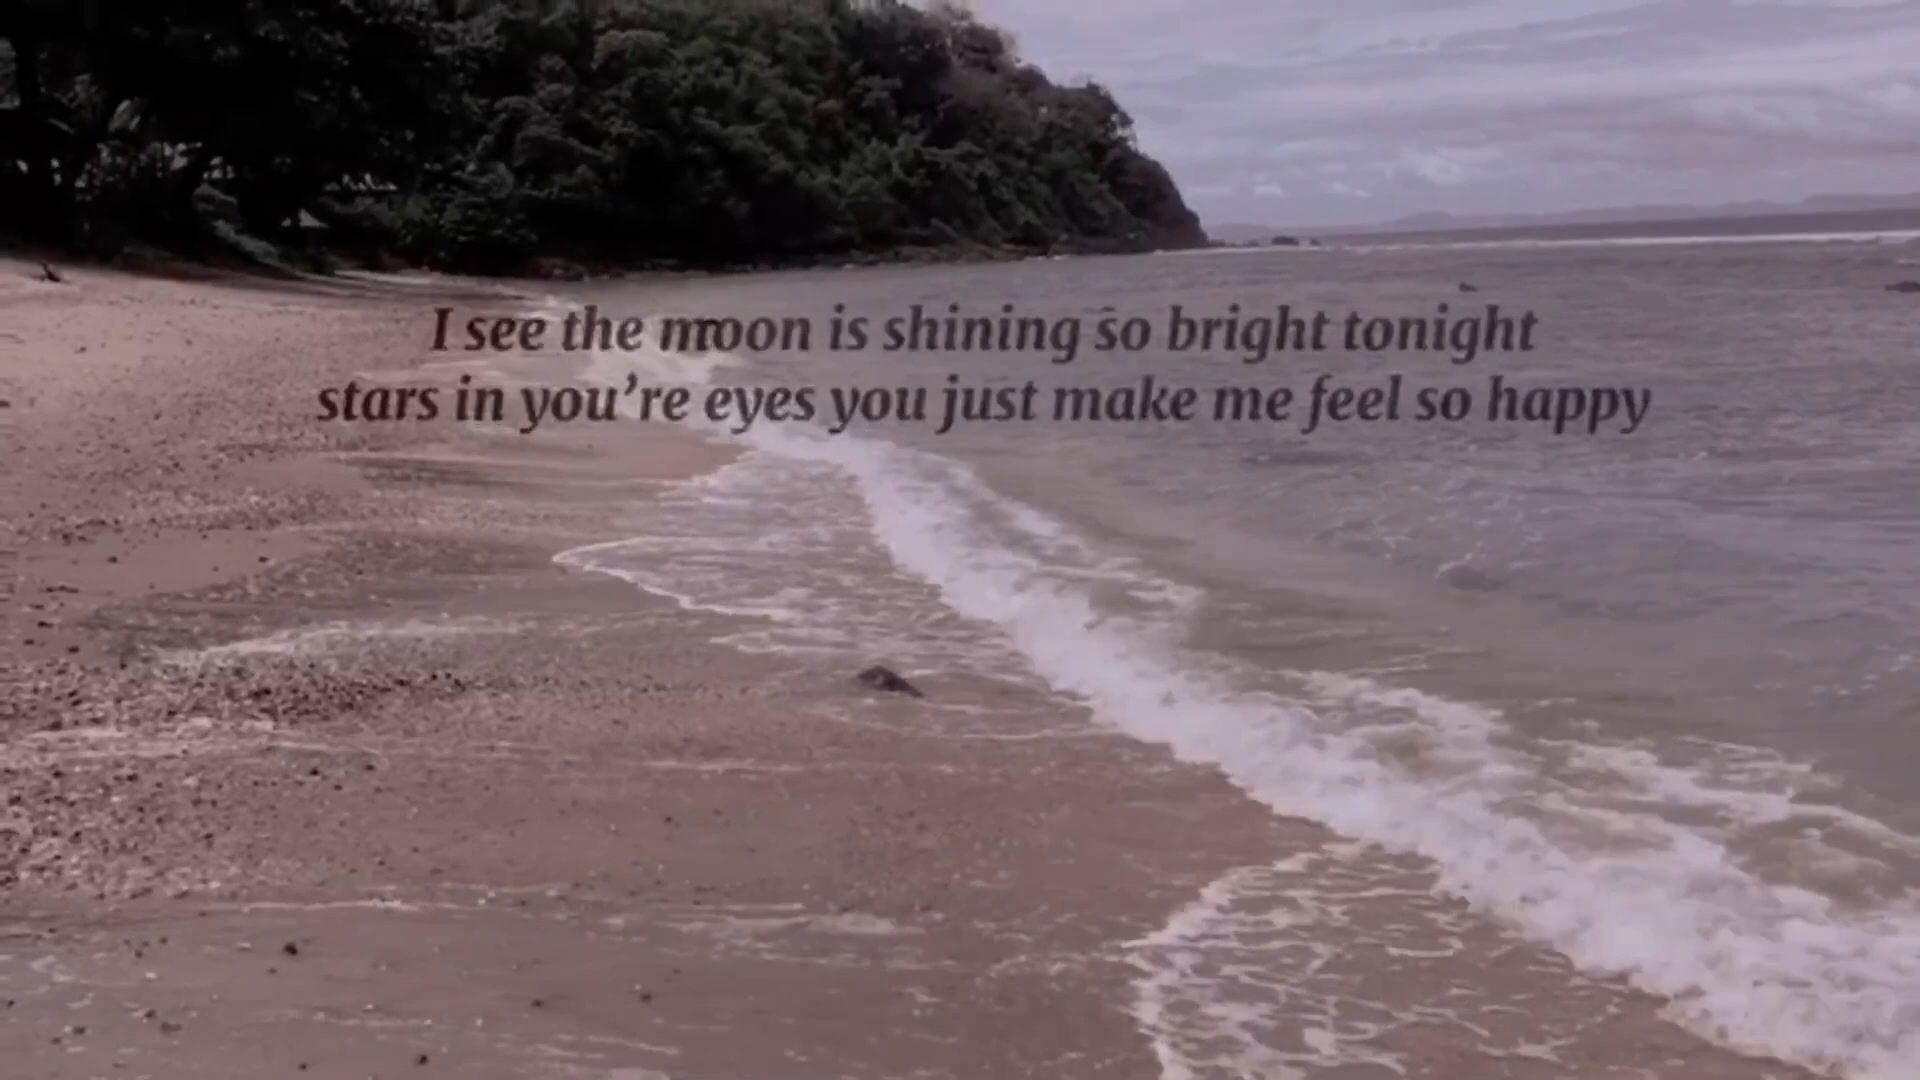 I see the moon is shining so bright tonight
stars in you’re eyes you just make me feel so happy